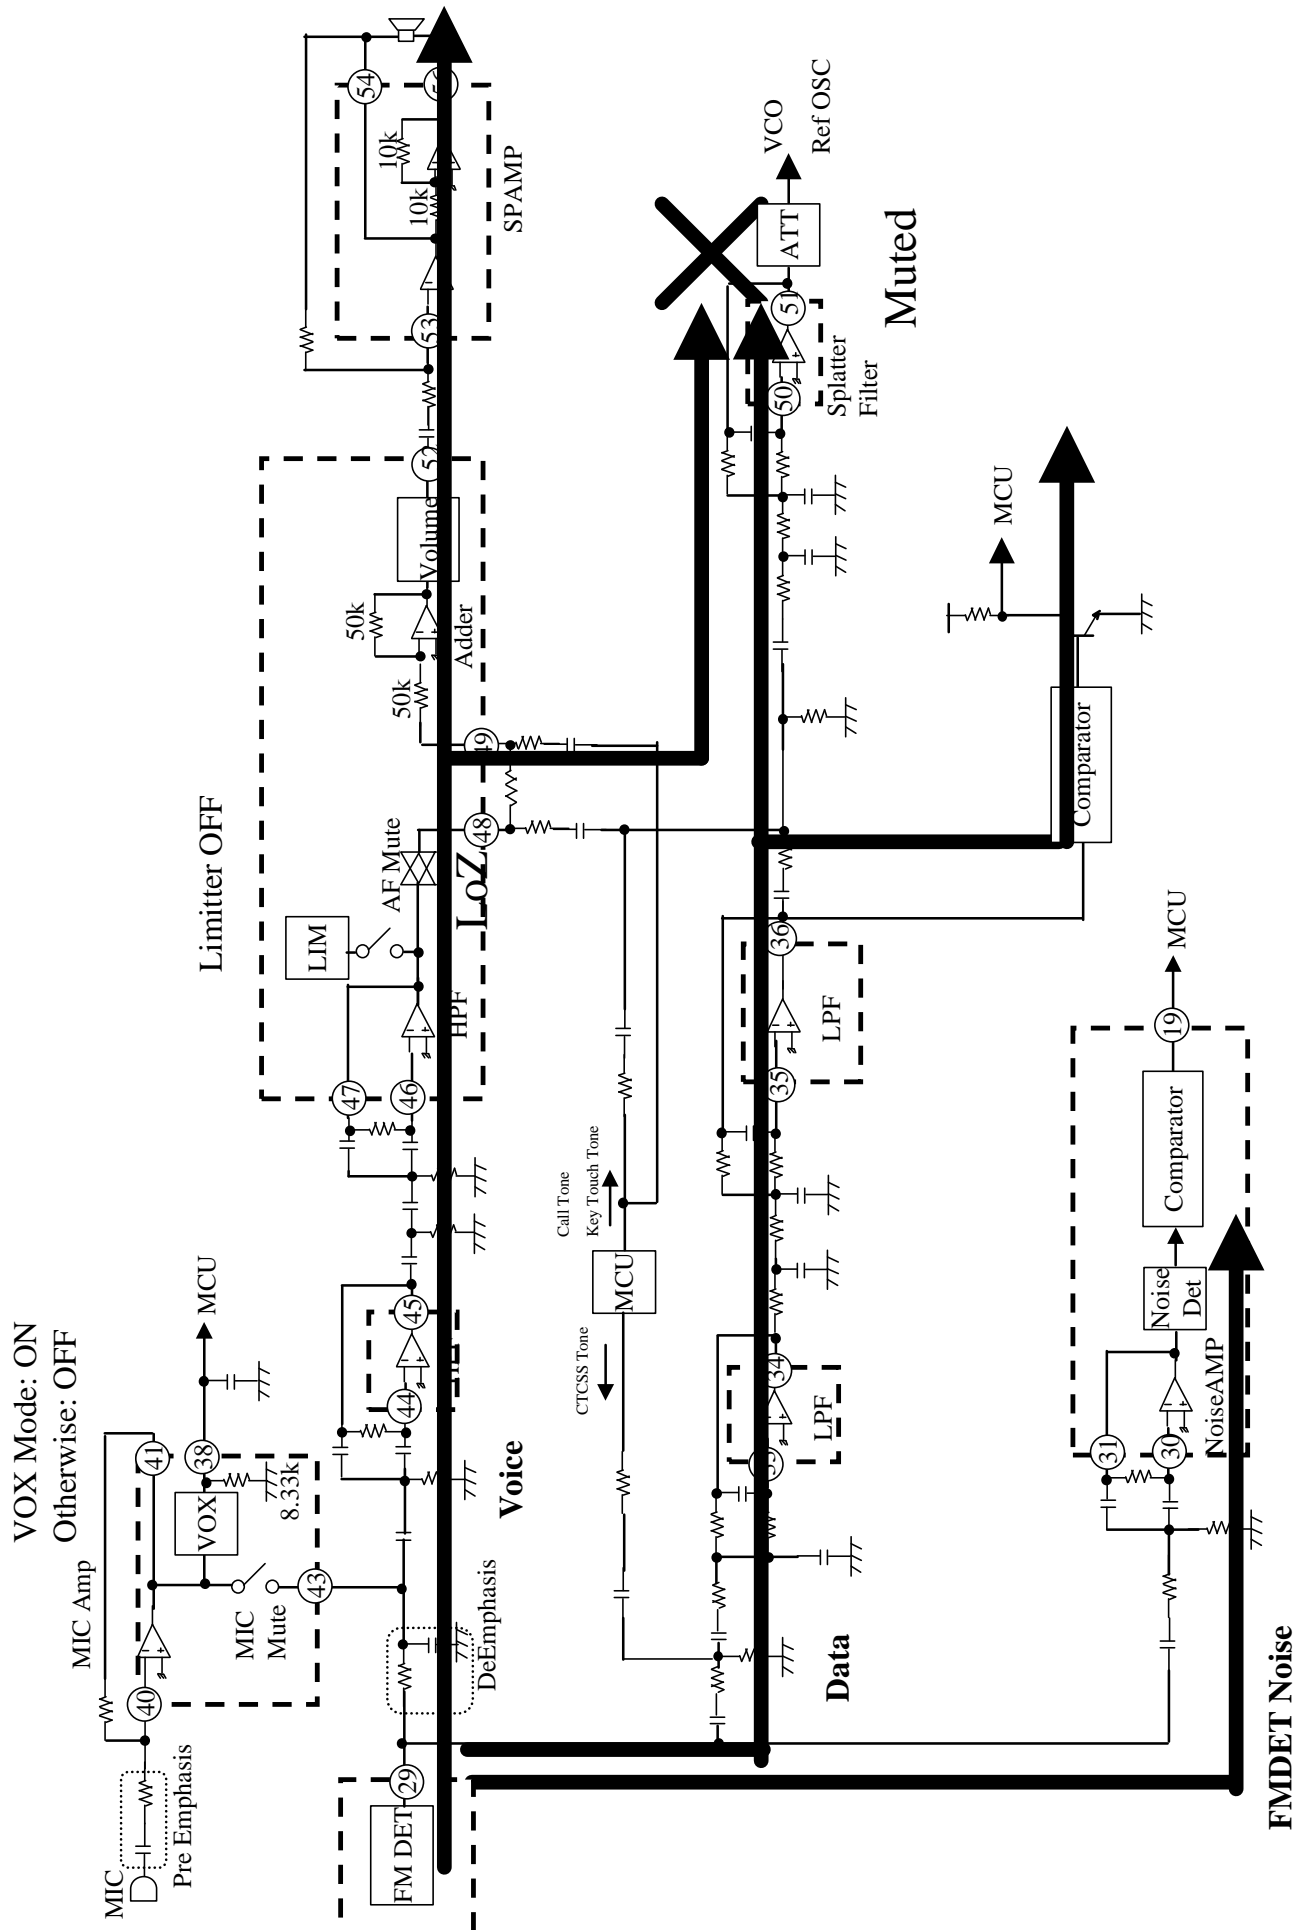 VOX Mode: ON
Otherwise: OFF
MIC
Pre Emphasis
40
MIC Amp
41
VOX
38
MCU
8.33k
MIC
Mute
43
Limitter OFF
FM DET
29
DeEmphasis
44
45
Voice
47
46
HPF
LIM
AF Mute
LoZ
48
49
50k
50k
Adder
Volume
52
53
54
10k
10k
SPAMP
CTCSS Tone
MCU
Call Tone
Key Touch Tone
Data
LPF
34
35
LPF
36
50
51
Splatter
Filter
ATT
VCO
Ref OSC
Muted
Comparator
MCU
FMDET Noise
31
30
NoiseAMP
Noise
Det
Comparator
19
MCU